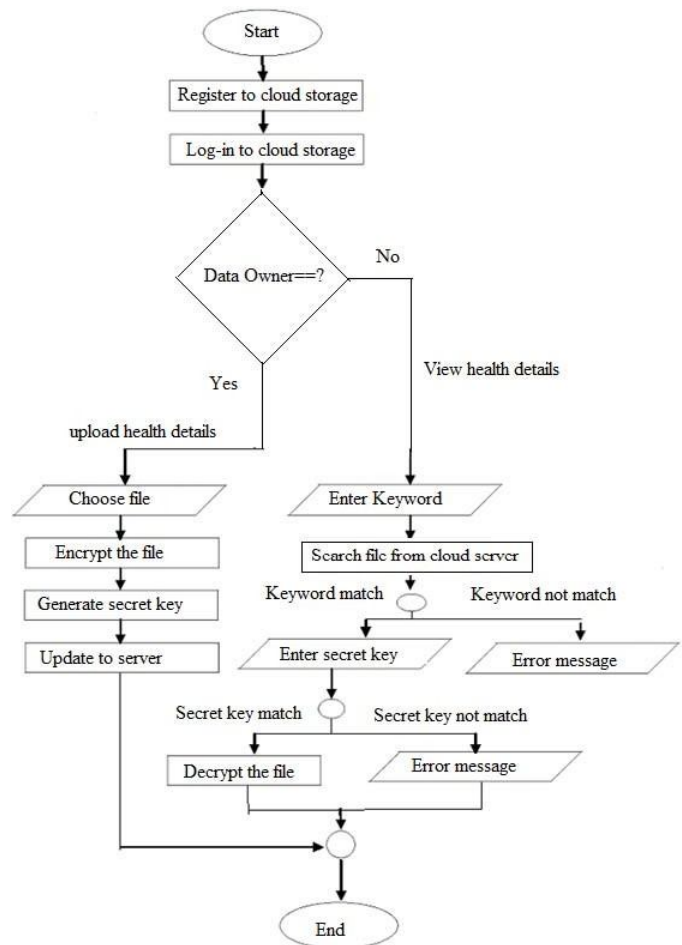 Start
Register to cloud storage
Log-in to cloud storage
Data Owner==?
No
Yes
View health details
upload health details
Choose file
Enter Keyword
Encrypt the file
Search file from cloud server
Keyword match
Keyword not match
Generate secret key
Update to server
Enter secret key
Error message
Secret key match
Secret key not match
Decrypt the file
Error message
End